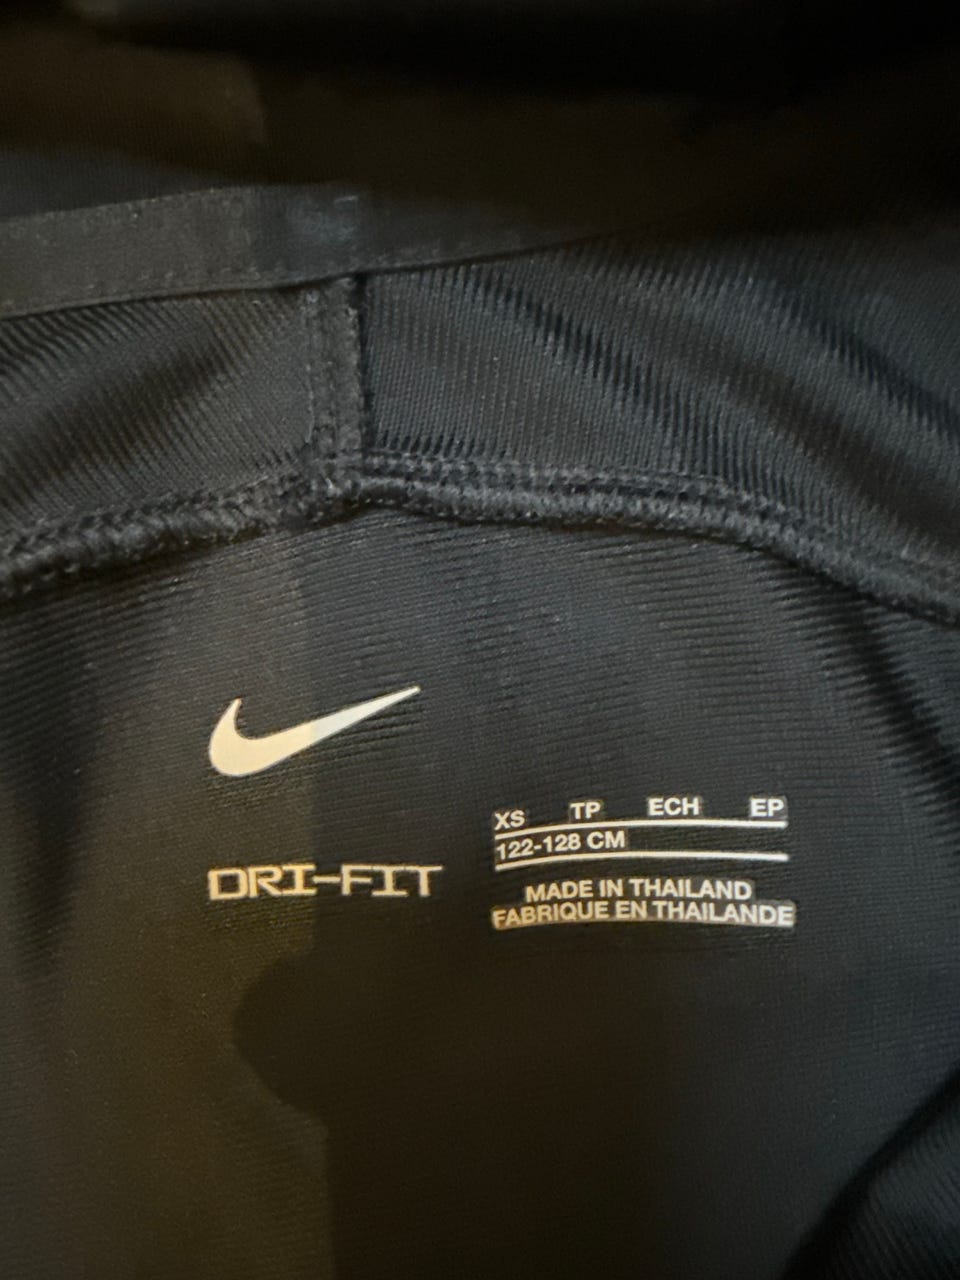 XS TP ECH EP
122-128 CM
DRI-FIT
MADE IN THAILAND
FABRIQUE EN THAILANDE